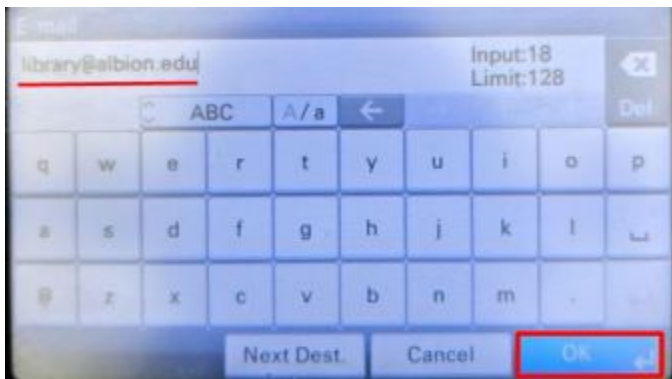 E-mail
library@albion.edu
Input:18
Limit:128
ABC A/a ← Del
q w e r t y u i o p
a s d f g h j k l
@ z x c v b n m .
Next Dest. Cancel OK